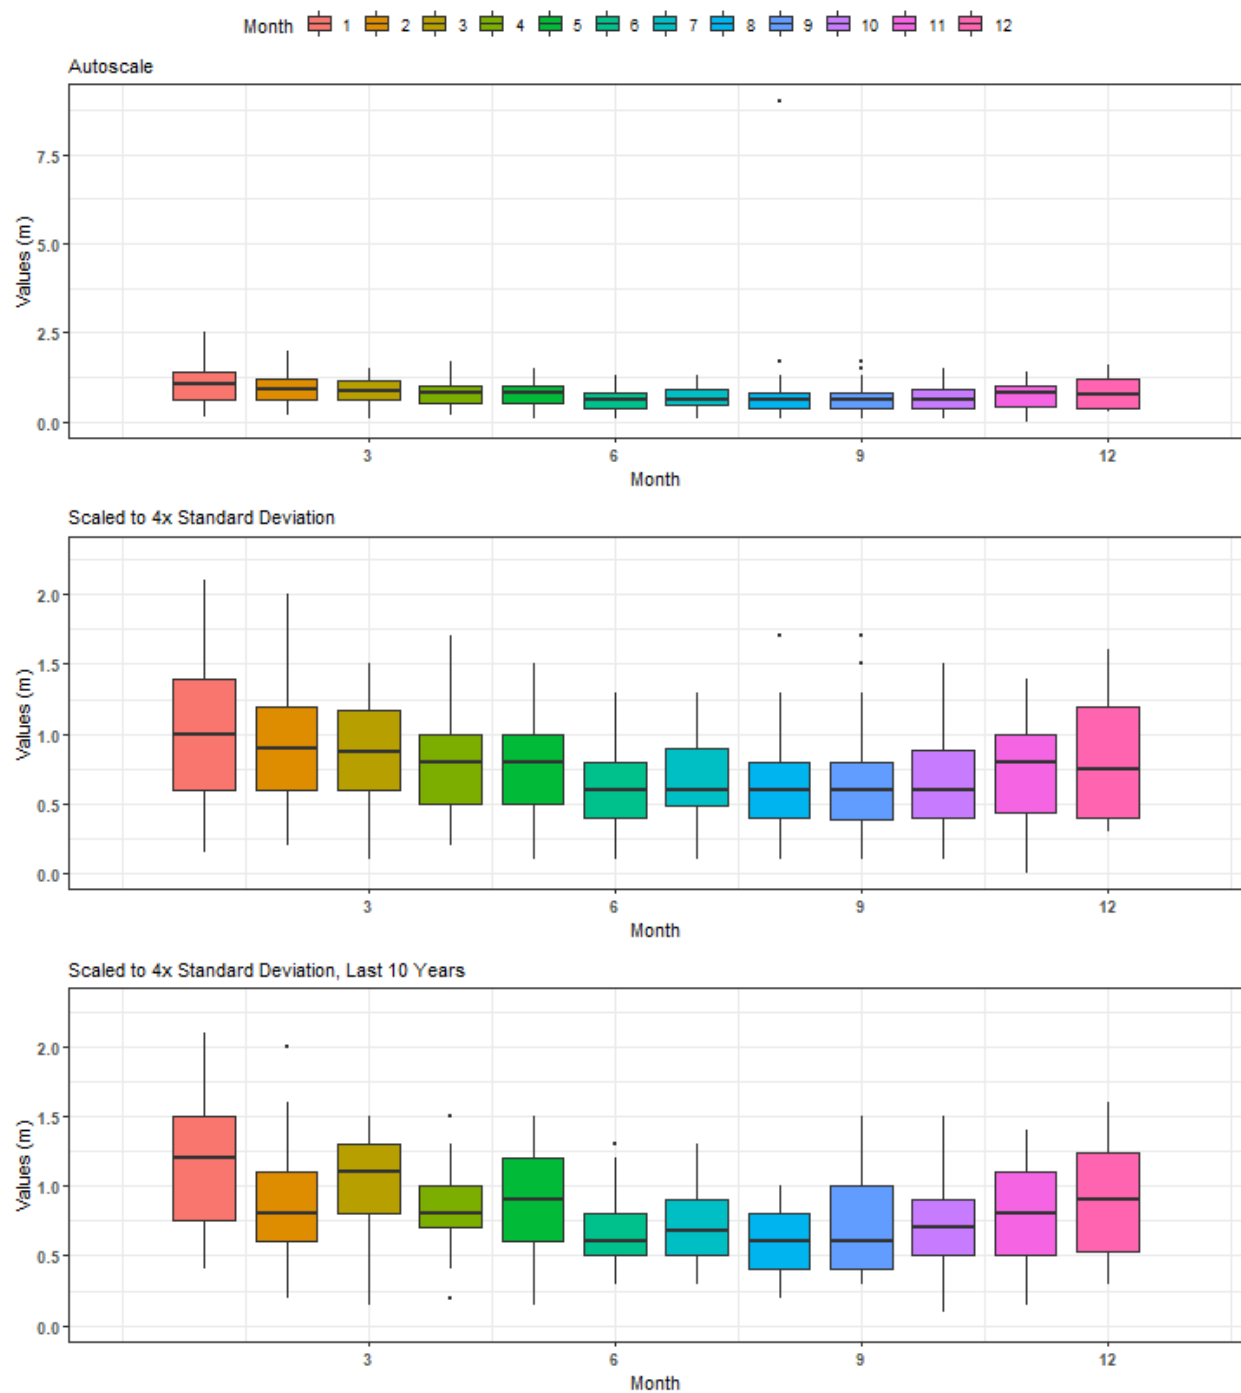 Month 1 2 3 4 5 6 7 8 9 10 11 12
Autoscale
Values (m)
7.5
5.0
2.5
0.0
3 6 9 12
Month
Scaled to 4x Standard Deviation
Values (m)
2.0
1.5
1.0
0.5
0.0
3 6 9 12
Month
Scaled to 4x Standard Deviation, Last 10 Years
Values (m)
2.0
1.5
1.0
0.5
0.0
3 6 9 12
Month